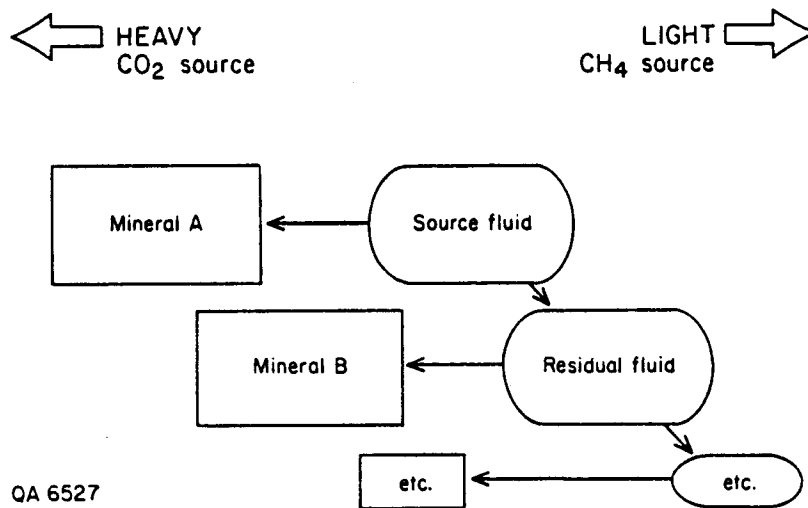 HEAVY
CO₂ source
LIGHT
CH₄ source
Mineral A
Source fluid
Mineral B
Residual fluid
etc.
etc.
QA 6527